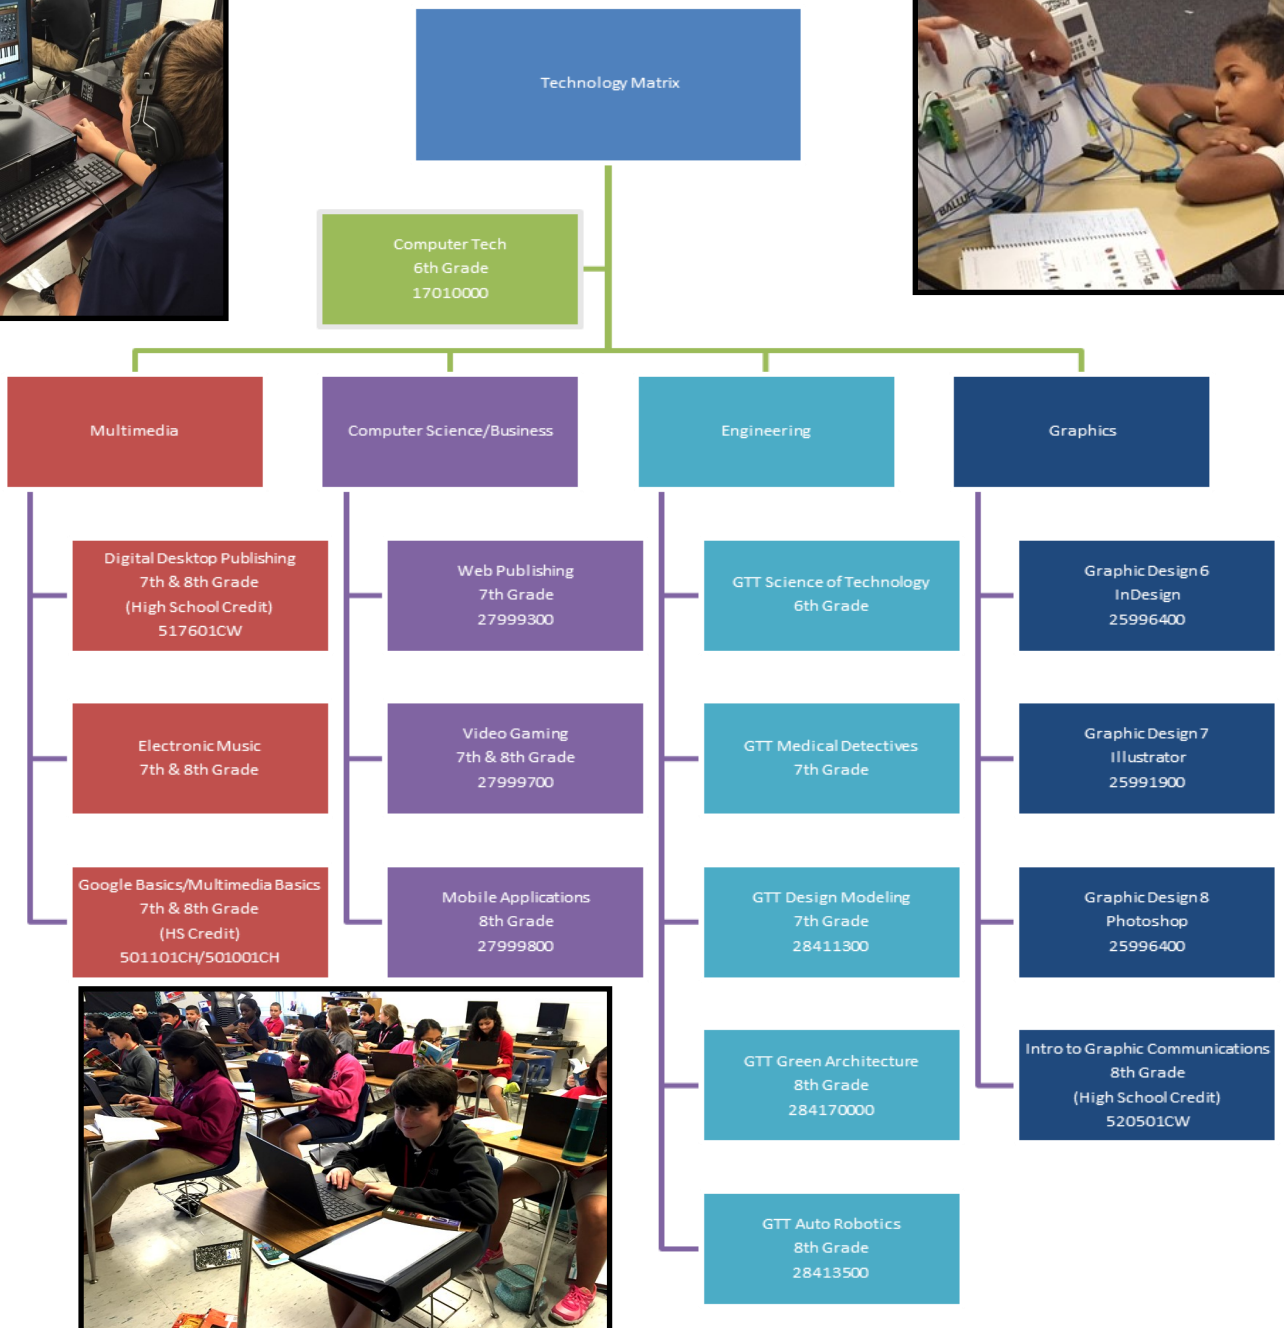 Technology Matrix
Computer Tech
6th Grade
17010000
Multimedia
Computer Science/Business
Engineering
Graphics
Digital Desktop Publishing
7th & 8th Grade
(High School Credit)
517601CW
Electronic Music
7th & 8th Grade
Google Basics/Multimedia Basics
7th & 8th Grade
(HS Credit)
501101CH/501001CH
Web Publishing
7th Grade
27999300
Video Gaming
7th & 8th Grade
27999700
Mobile Applications
8th Grade
27999800
GTT Science of Technology
6th Grade
GTT Medical Detectives
7th Grade
GTT Design Modeling
7th Grade
28411300
GTT Green Architecture
8th Grade
284170000
GTT Auto Robotics
8th Grade
28413500
Graphic Design 6
InDesign
25996400
Graphic Design 7
Illustrator
25991900
Graphic Design 8
Photoshop
25996400
Intro to Graphic Communications
8th Grade
(High School Credit)
520501CW
BALLUFF